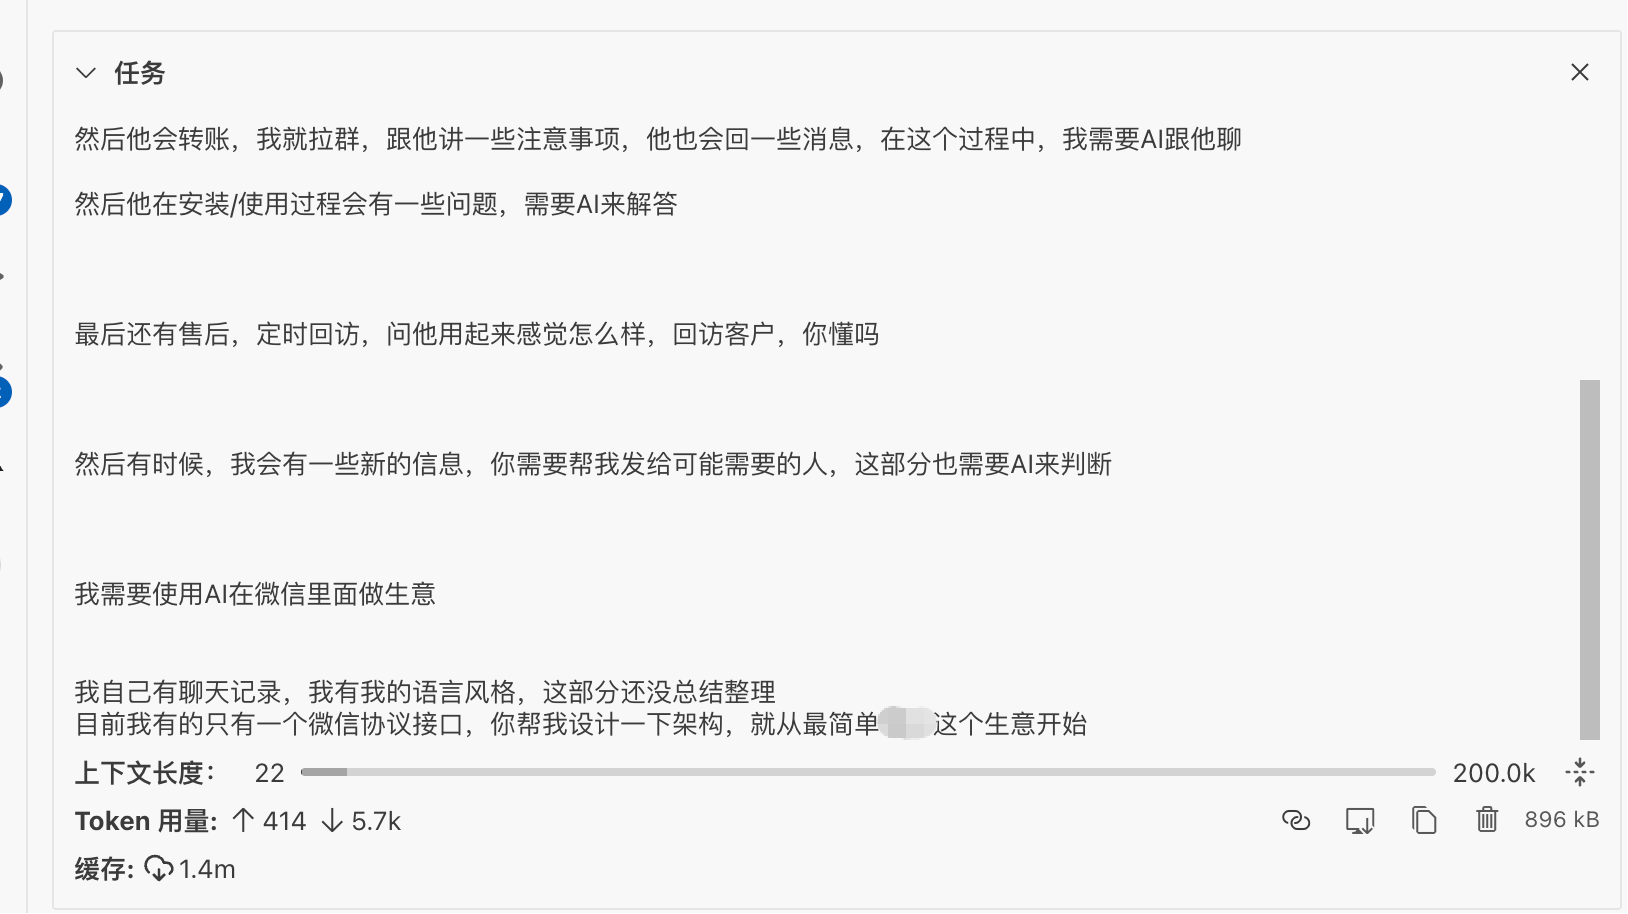 任务
然后他会转账，我就拉群，跟他讲一些注意事项，他也会回一些消息，在这个过程中，我需要AI跟他聊
然后他在安装/使用过程会有一些问题，需要AI来解答
最后还有售后，定时回访，问他用起来感觉怎么样，回访客户，你懂吗
然后有时候，我会有一些新的信息，你需要帮我发给可能需要的人，这部分也需要AI来判断
我需要使用AI在微信里面做生意
我自己有聊天记录，我有我的语言风格，这部分还没总结整理
目前我有的只有一个微信协议接口，你帮我设计一下架构，就从最简单这个生意开始
上下文长度： 22 200.0k
Token 用量: ↑ 414 ↓ 5.7k 896 kB
缓存: 1.4m